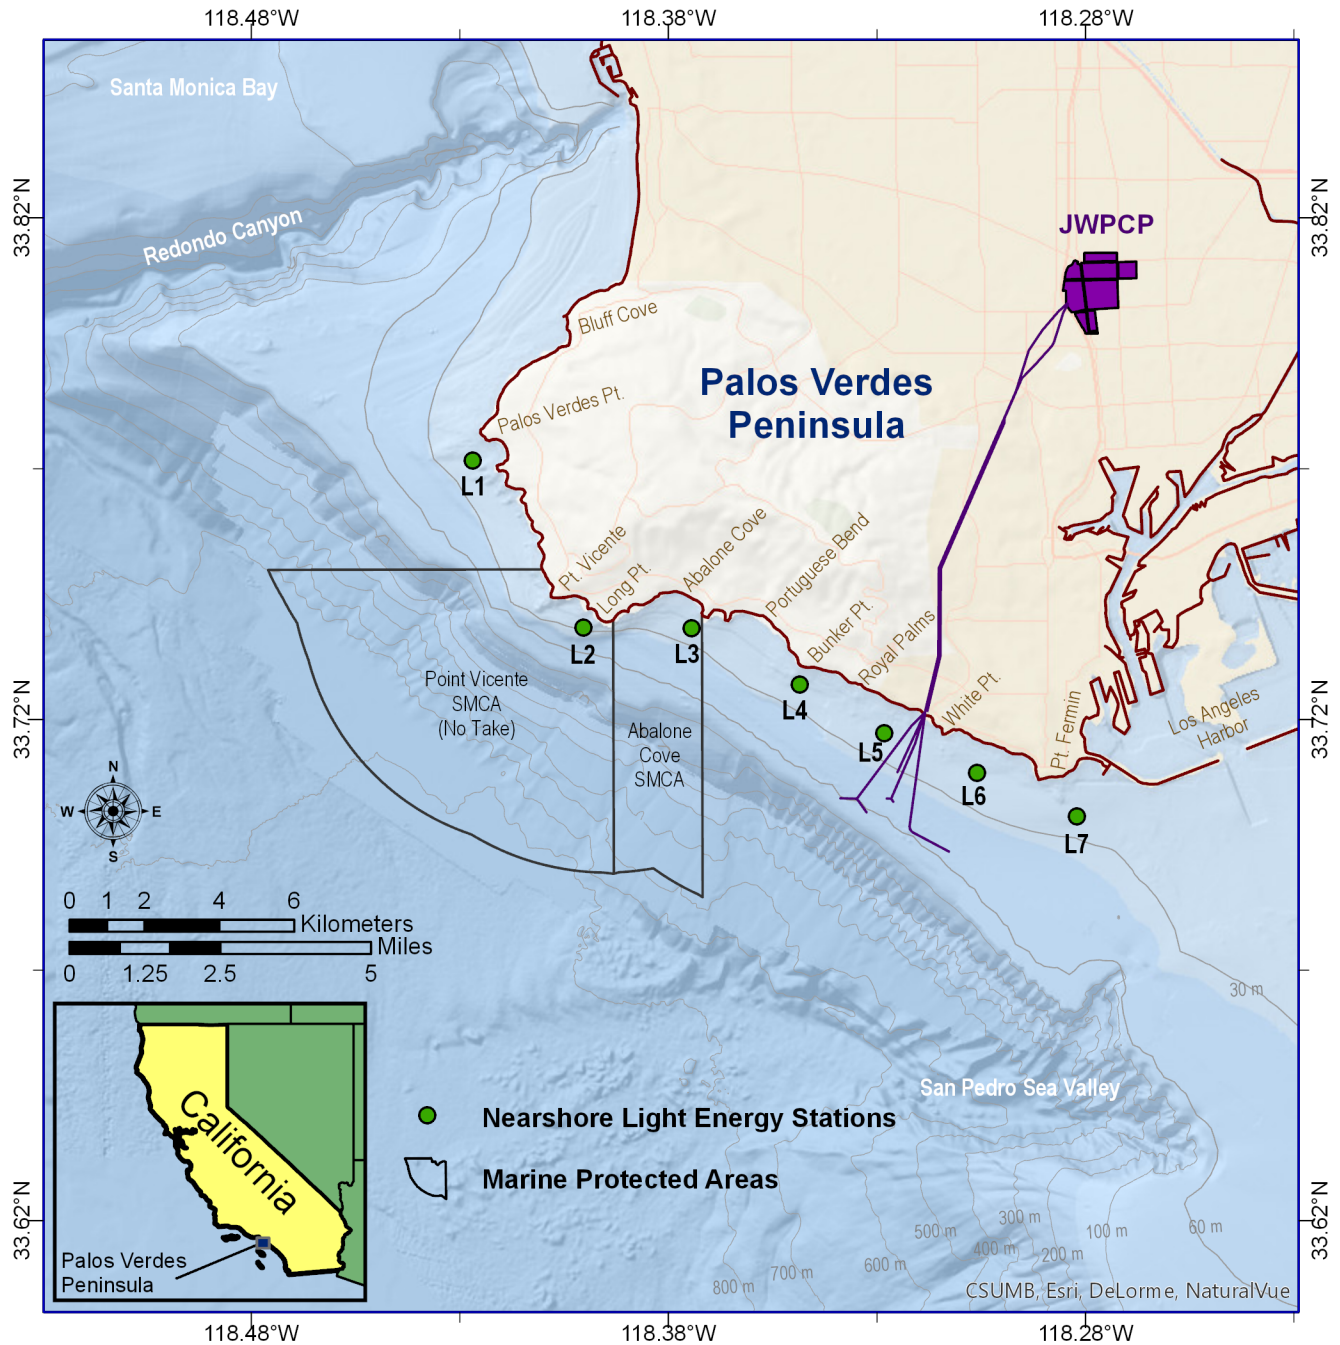 118.48°W
118.38°W
118.28°W
Santa Monica Bay
33.82°N
33.82°N
Redondo Canyon
JWPCP
Bluff Cove
Palos Verdes
Peninsula
Palos Verdes Pt.
L1
Pt. Vicente
Long Pt.
Abalone Cove
Portuguese Bend
Bunker Pt.
Royal Palms
White Pt.
Pt. Fermin
Los Angeles
Harbor
L2
L3
L4
L5
L6
L7
Point Vicente
SMCA
(No Take)
Abalone
Cove
SMCA
33.72°N
33.72°N
N
W
E
S
0 1 2 4 6
Kilometers
Miles
0 1.25 2.5 5
30 m
San Pedro Sea Valley
California
Palos Verdes
Peninsula
Nearshore Light Energy Stations
Marine Protected Areas
33.62°N
33.62°N
800 m
700 m
600 m
500 m
400 m
300 m
200 m
100 m
60 m
CSUMB, Esri, DeLorme, NaturalVue
118.48°W
118.38°W
118.28°W